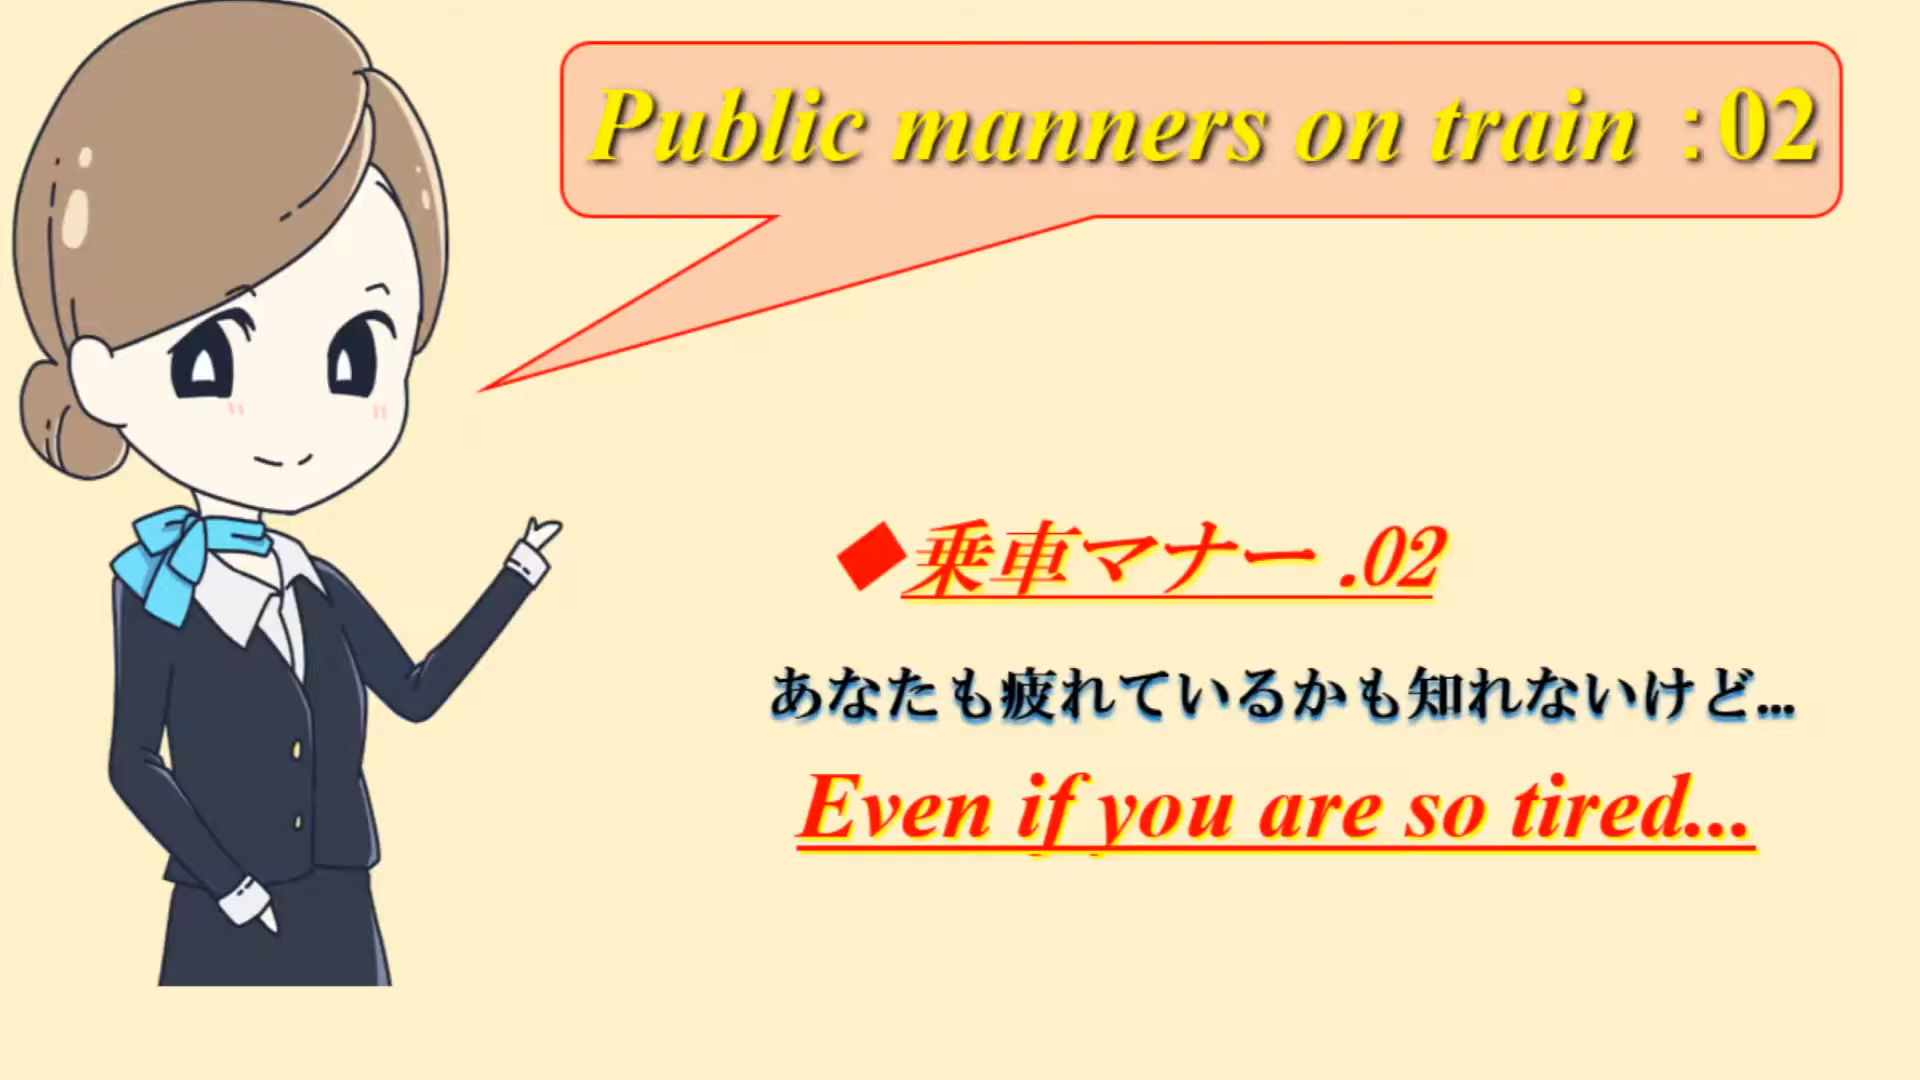 Public manners on train : 02
◆乗車マナー .02
あなたも疲れているかも知れないけど...
Even if you are so tired...